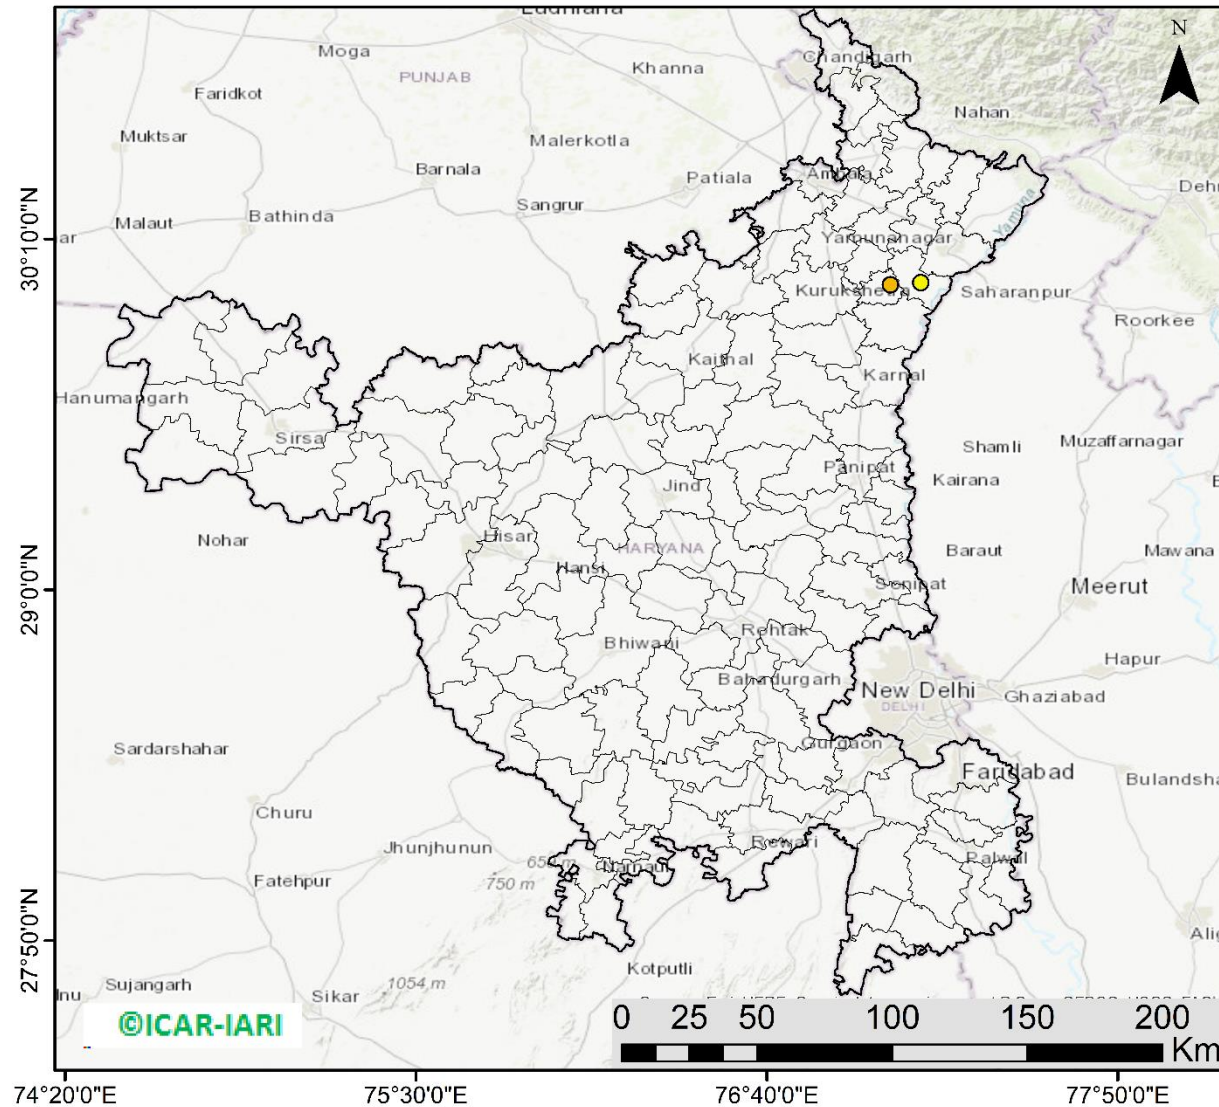 Ludhiana
N
Moga
Chandigarh
Khanna
PUNJAB
Faridkot
Nahan
Muktsar
Malerkotla
Barnala
Ambala
Patiala
Sangrur
Yamuna
Malaut
Bathinda
30°10'0"N
Yamunanagar
Kurukshetra
Saharanpur
Roorkee
Kaithal
Karnal
Hanumangarh
Sirsa
Shamli
Muzaffarnagar
Panipat
Kairana
Jind
Nohar
Hisar
HARYANA
Baraut
Mawana
Hansi
29°0'0"N
Sonipat
Meerut
Rohtak
Bhiwani
Hapur
Bahadurgarh
New Delhi
Ghaziabad
DELHI
Sardarshahar
Gurgaon
Faridabad
Bulandsha
Churu
Rewari
Jhunjhunun
650 m
Narnaul
Palwal
Fatehpur
750 m
Alig
27°50'0"N
Kotputli
Sujangarh
1054 m
Sikar
©ICAR-IARI
0 25 50 100 150 200
Km
74°20'0"E 75°30'0"E 76°40'0"E 77°50'0"E